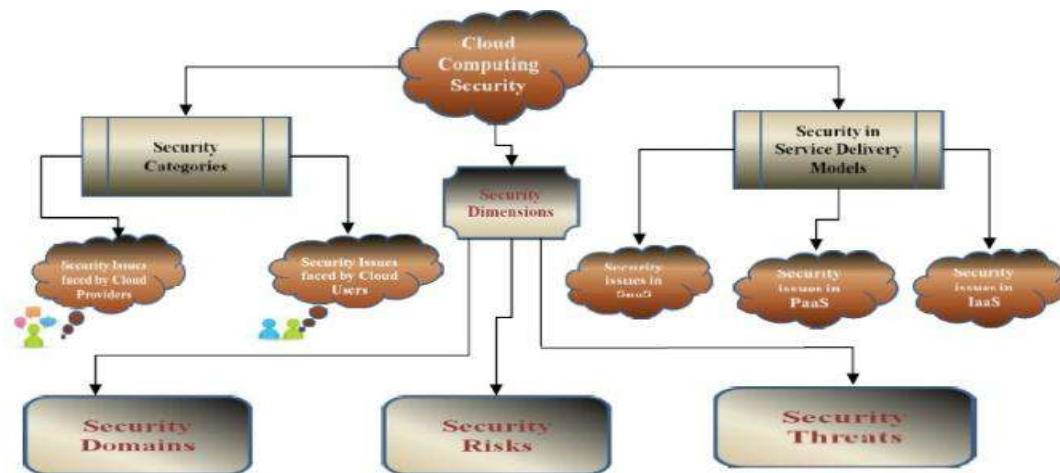 Cloud
Computing
Security
Security
Categories
Security in
Service Delivery
Models
Security
Dimensions
Security Issues
faced by Cloud
Providers
Security Issues
faced by Cloud
Users
Security
issues in
SaaS
Security
issues in
PaaS
Security
issues in
IaaS
Security
Domains
Security
Risks
Security
Threats